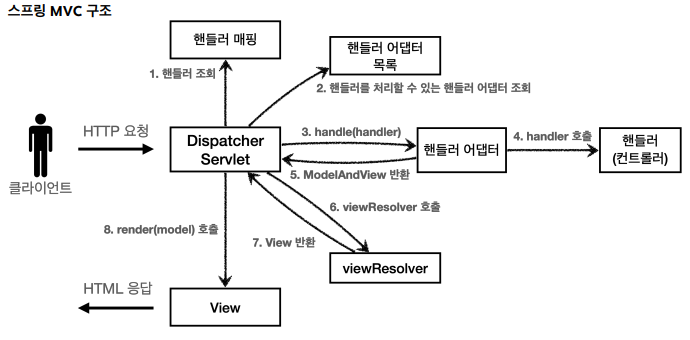 스프링 MVC 구조
핸들러 매핑
핸들러 어댑터
목록
1. 핸들러 조회
2. 핸들러를 처리할 수 있는 핸들러 어댑터 조회
HTTP 요청
클라이언트
Dispatcher
Servlet
3. handle(handler)
핸들러 어댑터
4. handler 호출
핸들러
(컨트롤러)
5. ModelAndView 반환
6. viewResolver 호출
7. View 반환
8. render(model) 호출
viewResolver
HTML 응답
View